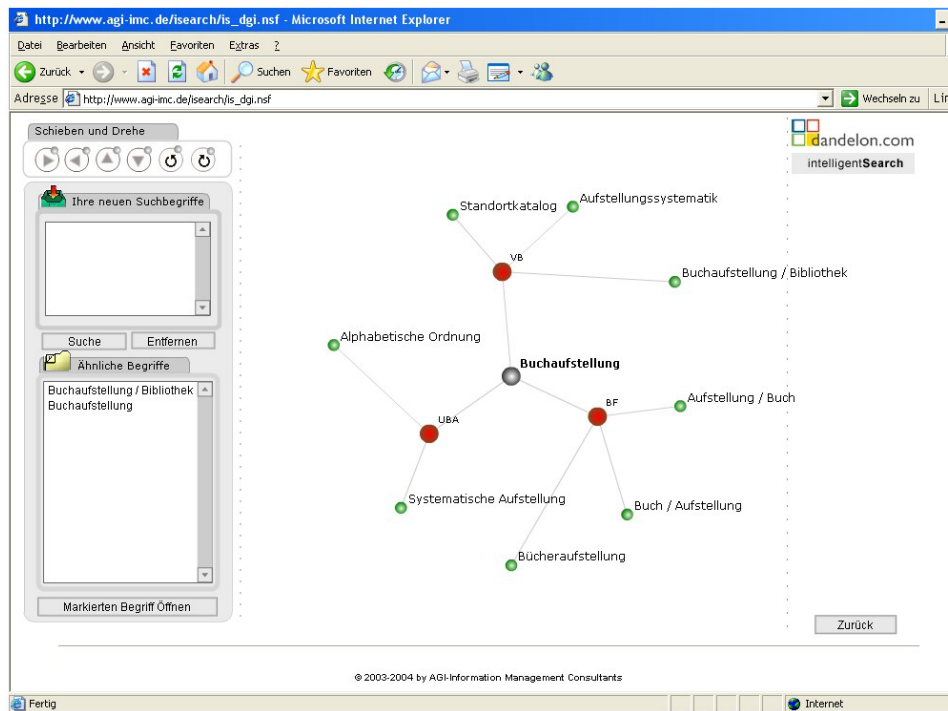 http://www.agi-imc.de/isearch/is_dgi.nsf - Microsoft Internet Explorer
Datei Bearbeiten Ansicht Favoriten Extras ?
Zurück Suchen Favoriten
Adresse http://www.agi-imc.de/isearch/is_dgi.nsf Wechseln zu Lin
Schieben und Drehe
Ihre neuen Suchbegriffe
Suche Entfernen
Ähnliche Begriffe
Buchaufstellung / Bibliothek
Buchaufstellung
Markierten Begriff Öffnen
Standortkatalog
Aufstellungssystematik
VB
Buchaufstellung / Bibliothek
Alphabetische Ordnung
Buchaufstellung
Aufstellung / Buch
BF
UBA
Systematische Aufstellung
Buch / Aufstellung
Bücheraufstellung
dandelon.com
intelligentSearch
Zurück
© 2003-2004 by AGI-Information Management Consultants
Fertig Internet